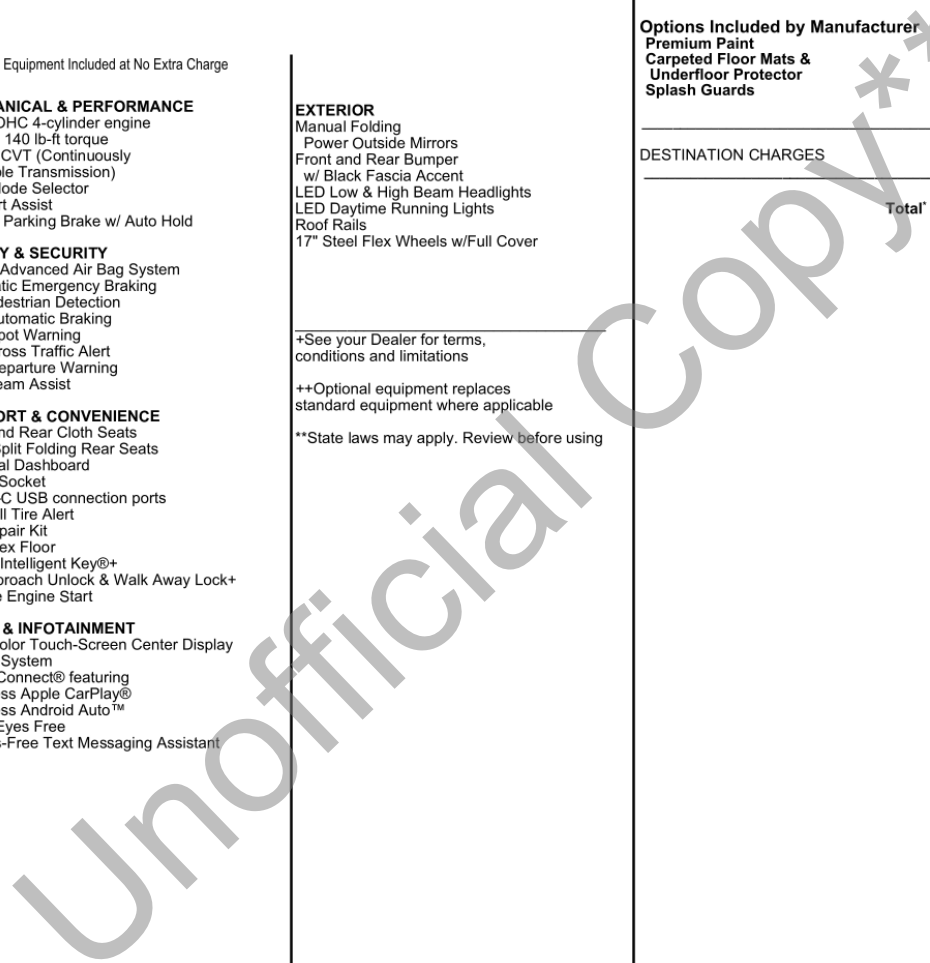 Equipment Included at No Extra Charge
ANICAL & PERFORMANCE
OHC 4-cylinder engine
140 lb-ft torque
CVT (Continuously
le Transmission)
ode Selector
t Assist
Parking Brake w/ Auto Hold
Y & SECURITY
Advanced Air Bag System
tic Emergency Braking
destrian Detection
utomatic Braking
pot Warning
ross Traffic Alert
eparture Warning
eam Assist
ORT & CONVENIENCE
nd Rear Cloth Seats
plit Folding Rear Seats
al Dashboard
Socket
-C USB connection ports
ll Tire Alert
pair Kit
ex Floor
Intelligent Key®+
proach Unlock & Walk Away Lock+
e Engine Start
& INFOTAINMENT
olor Touch-Screen Center Display
System
Connect® featuring
ss Apple CarPlay®
ss Android Auto™
Eyes Free
s-Free Text Messaging Assistant
EXTERIOR
Manual Folding
Power Outside Mirrors
Front and Rear Bumper
w/ Black Fascia Accent
LED Low & High Beam Headlights
LED Daytime Running Lights
Roof Rails
17" Steel Flex Wheels w/Full Cover
+See your Dealer for terms,
conditions and limitations
++Optional equipment replaces
standard equipment where applicable
**State laws may apply. Review before using
Options Included by Manufacturer
Premium Paint
Carpeted Floor Mats &
Underfloor Protector
Splash Guards
DESTINATION CHARGES
Total*
Unofficial Copy**